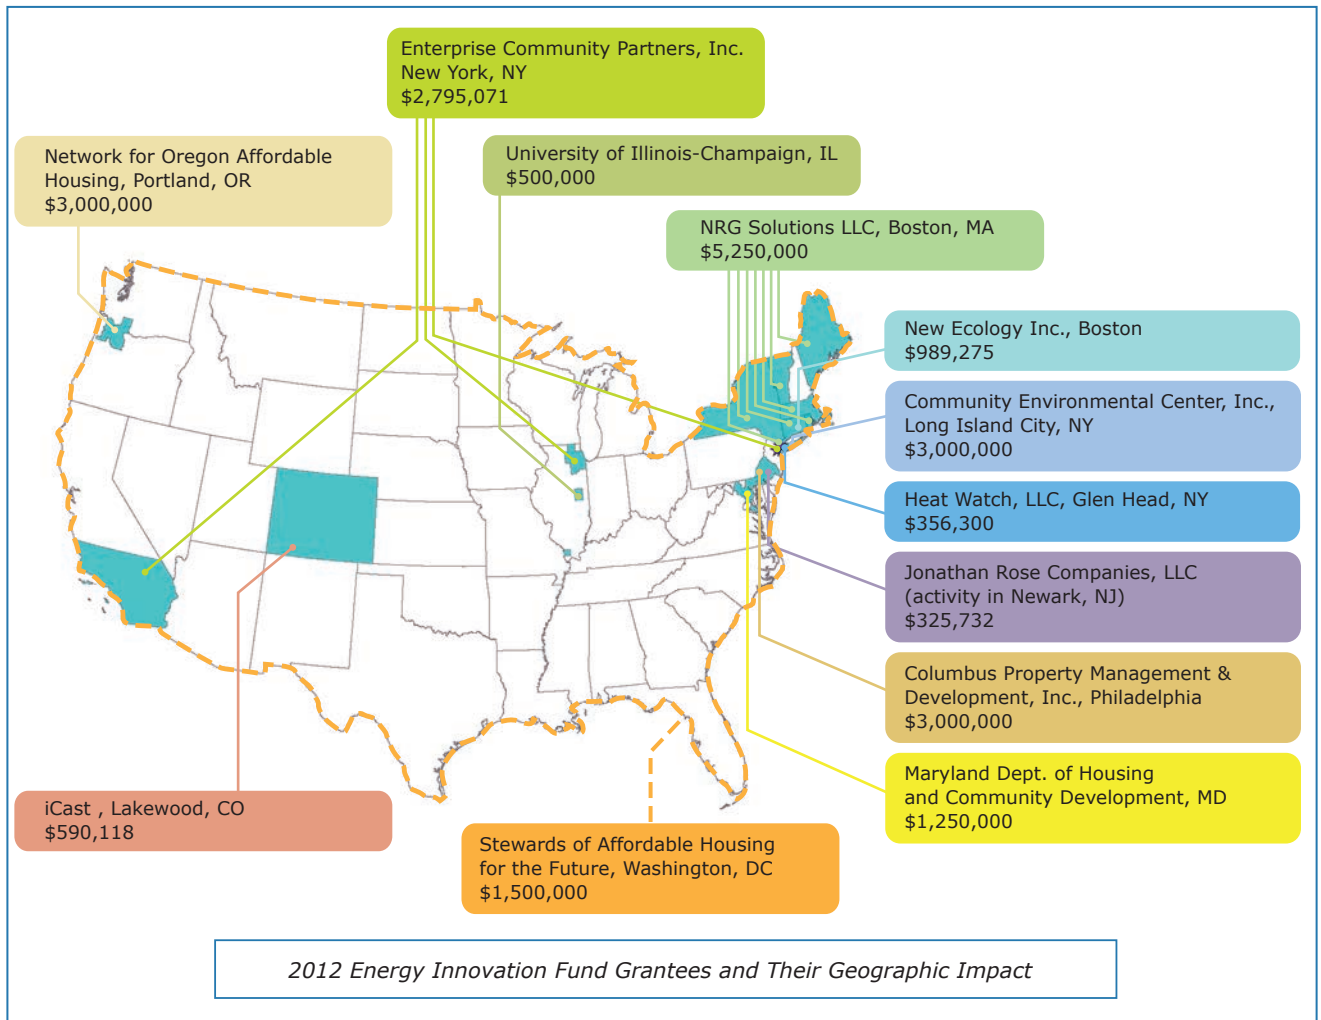 Enterprise Community Partners, Inc.
New York, NY
$2,795,071
Network for Oregon Affordable
Housing, Portland, OR
$3,000,000
University of Illinois-Champaign, IL
$500,000
NRG Solutions LLC, Boston, MA
$5,250,000
New Ecology Inc., Boston
$989,275
Community Environmental Center, Inc.,
Long Island City, NY
$3,000,000
Heat Watch, LLC, Glen Head, NY
$356,300
Jonathan Rose Companies, LLC
(activity in Newark, NJ)
$325,732
Columbus Property Management &
Development, Inc., Philadelphia
$3,000,000
Maryland Dept. of Housing
and Community Development, MD
$1,250,000
iCast , Lakewood, CO
$590,118
Stewards of Affordable Housing
for the Future, Washington, DC
$1,500,000
2012 Energy Innovation Fund Grantees and Their Geographic Impact